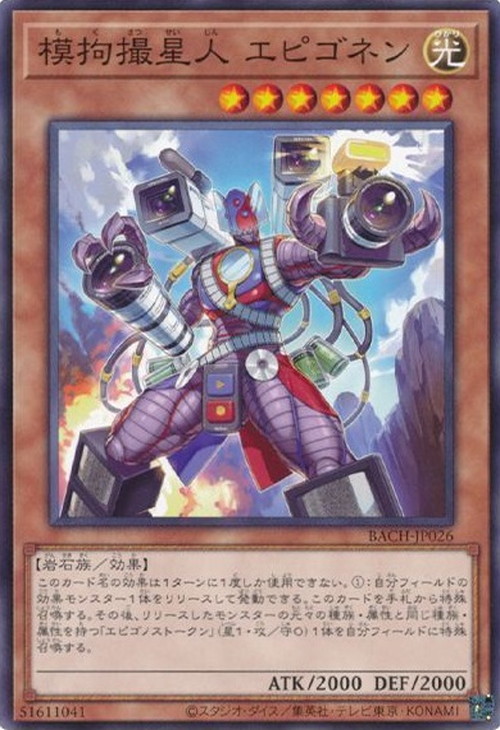 模拘撮星人 エピゴネン
光
BACH-JP026
【岩石族/効果】
このカード名の効果は1ターンに1度しか使用できない。①:自分フィールドの
効果モンスター1体をリリースして発動できる。このカードを手札から特殊
召喚する。その後、リリースしたモンスターの元々の種族・属性と同じ種族・
属性を持つ「エピゴノストークン」(星1・攻/守0)1体を自分フィールドに特殊
召喚する。
ATK/2000 DEF/2000
51611041
©スタジオ・ダイス/集英社・テレビ東京・KONAMI